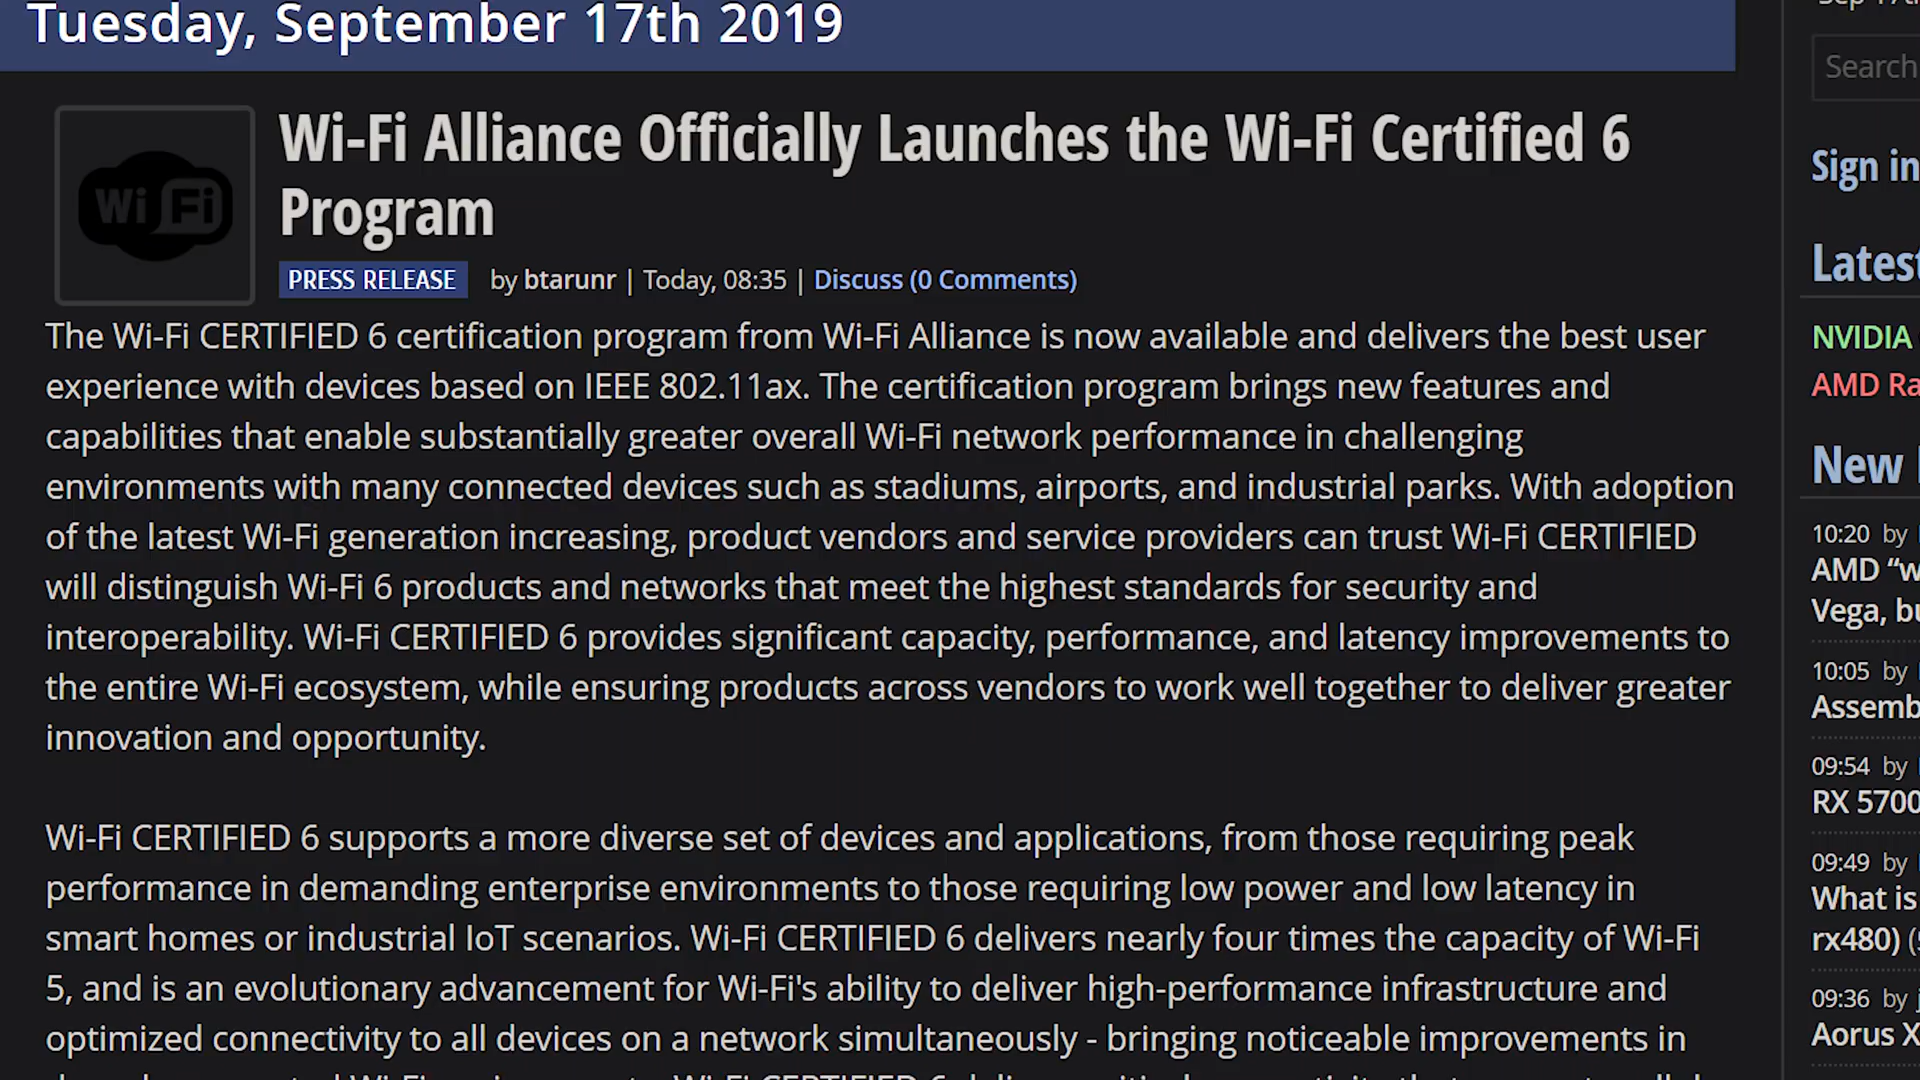 Tuesday, September 17th 2019
Wi-Fi Alliance Officially Launches the Wi-Fi Certified 6
Program
Wi Fi
PRESS RELEASE by btarunr | Today, 08:35 | Discuss (0 Comments)
The Wi-Fi CERTIFIED 6 certification program from Wi-Fi Alliance is now available and delivers the best user
experience with devices based on IEEE 802.11ax. The certification program brings new features and
capabilities that enable substantially greater overall Wi-Fi network performance in challenging
environments with many connected devices such as stadiums, airports, and industrial parks. With adoption
of the latest Wi-Fi generation increasing, product vendors and service providers can trust Wi-Fi CERTIFIED
will distinguish Wi-Fi 6 products and networks that meet the highest standards for security and
interoperability. Wi-Fi CERTIFIED 6 provides significant capacity, performance, and latency improvements to
the entire Wi-Fi ecosystem, while ensuring products across vendors to work well together to deliver greater
innovation and opportunity.
Wi-Fi CERTIFIED 6 supports a more diverse set of devices and applications, from those requiring peak
performance in demanding enterprise environments to those requiring low power and low latency in
smart homes or industrial IoT scenarios. Wi-Fi CERTIFIED 6 delivers nearly four times the capacity of Wi-Fi
5, and is an evolutionary advancement for Wi-Fi's ability to deliver high-performance infrastructure and
optimized connectivity to all devices on a network simultaneously - bringing noticeable improvements in
Search
Sign in
Latest
NVIDIA
AMD Ra
New
10:20 by
AMD “w
Vega, bu
10:05 by
Assemb
09:54 by
RX 5700
09:49 by
What is
rx480) (
09:36 by j
Aorus X